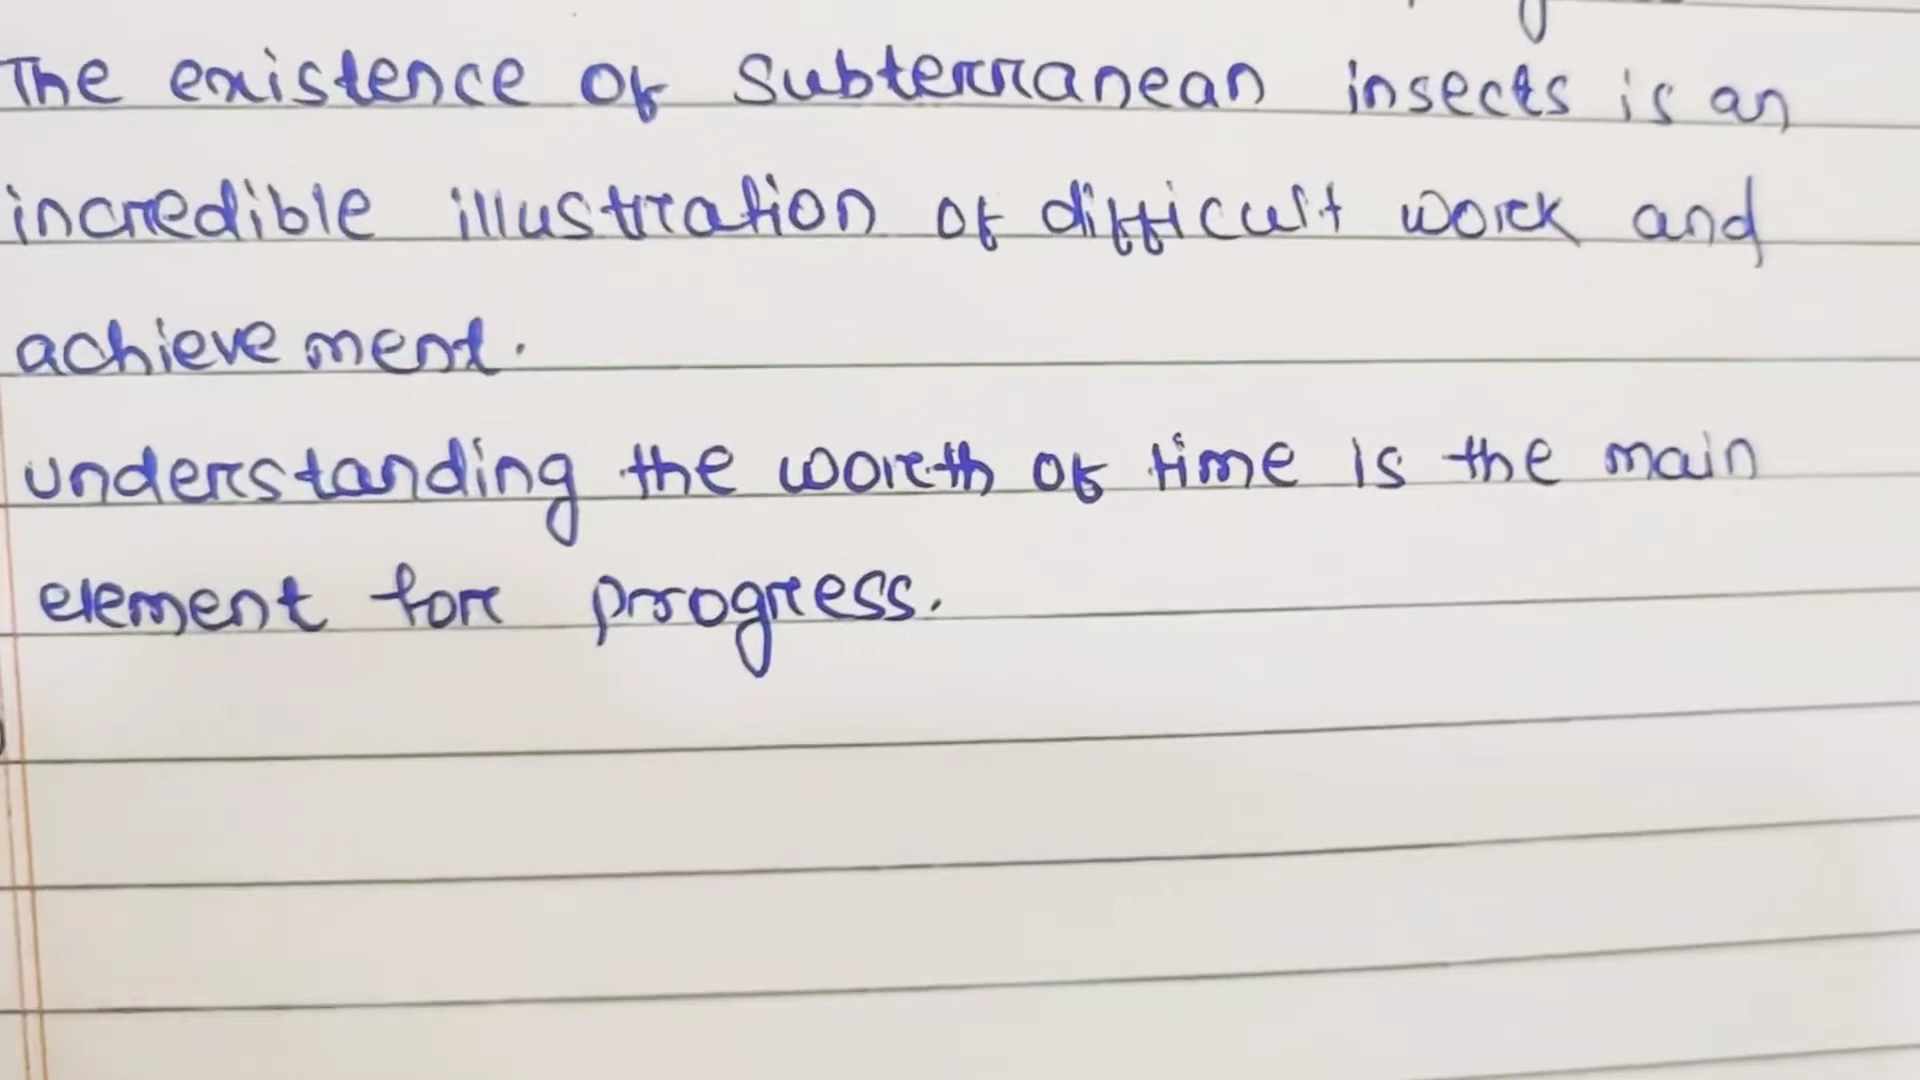 The existence of subterranean insects is an
incredible illustration of difficult work and
achievement.
understanding the worth of time is the main
element for progress.